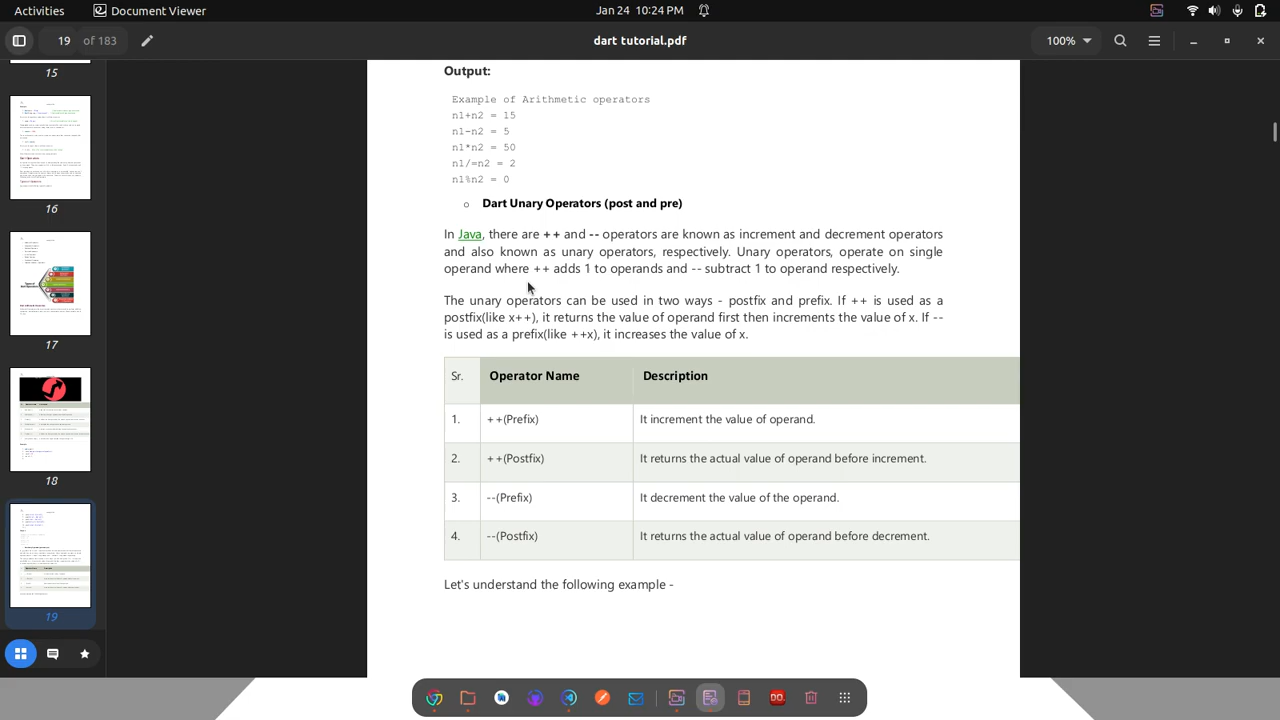 Activities Document Viewer Jan 24 10:24 PM
19 of 183 dart tutorial.pdf 100%
15
16
17
18
19
Output:
Example of Arithmetic operators
n1+n2 = 15
n1-n2 = 5
n1*n2 = 50
n1/=n2 = 2
n1%n2 = 0
o Dart Unary Operators (post and pre)
In Java, there are ++ and -- operators are known as increment and decrement operators
and also known as unary operators, respectively. Unary operators, operate on single
operand where ++ adds 1 to operands and -- subtract 1 to operand respectively.
The unary operators can be used in two ways - postfix and prefix. If ++ is used as a
postfix(like x++), it returns the value of operand first then increments the value of x. If --
is used as a prefix(like ++x), it increases the value of x.
Sr. Operator Name Description
1. ++(Prefix) It increment the value of operand.
2. ++(Postfix) It returns the actual value of operand before increment.
3. --(Prefix) It decrement the value of the operand.
4. --(Postfix) It returns the actual value of operand before decrement.
Let's understand the following example -